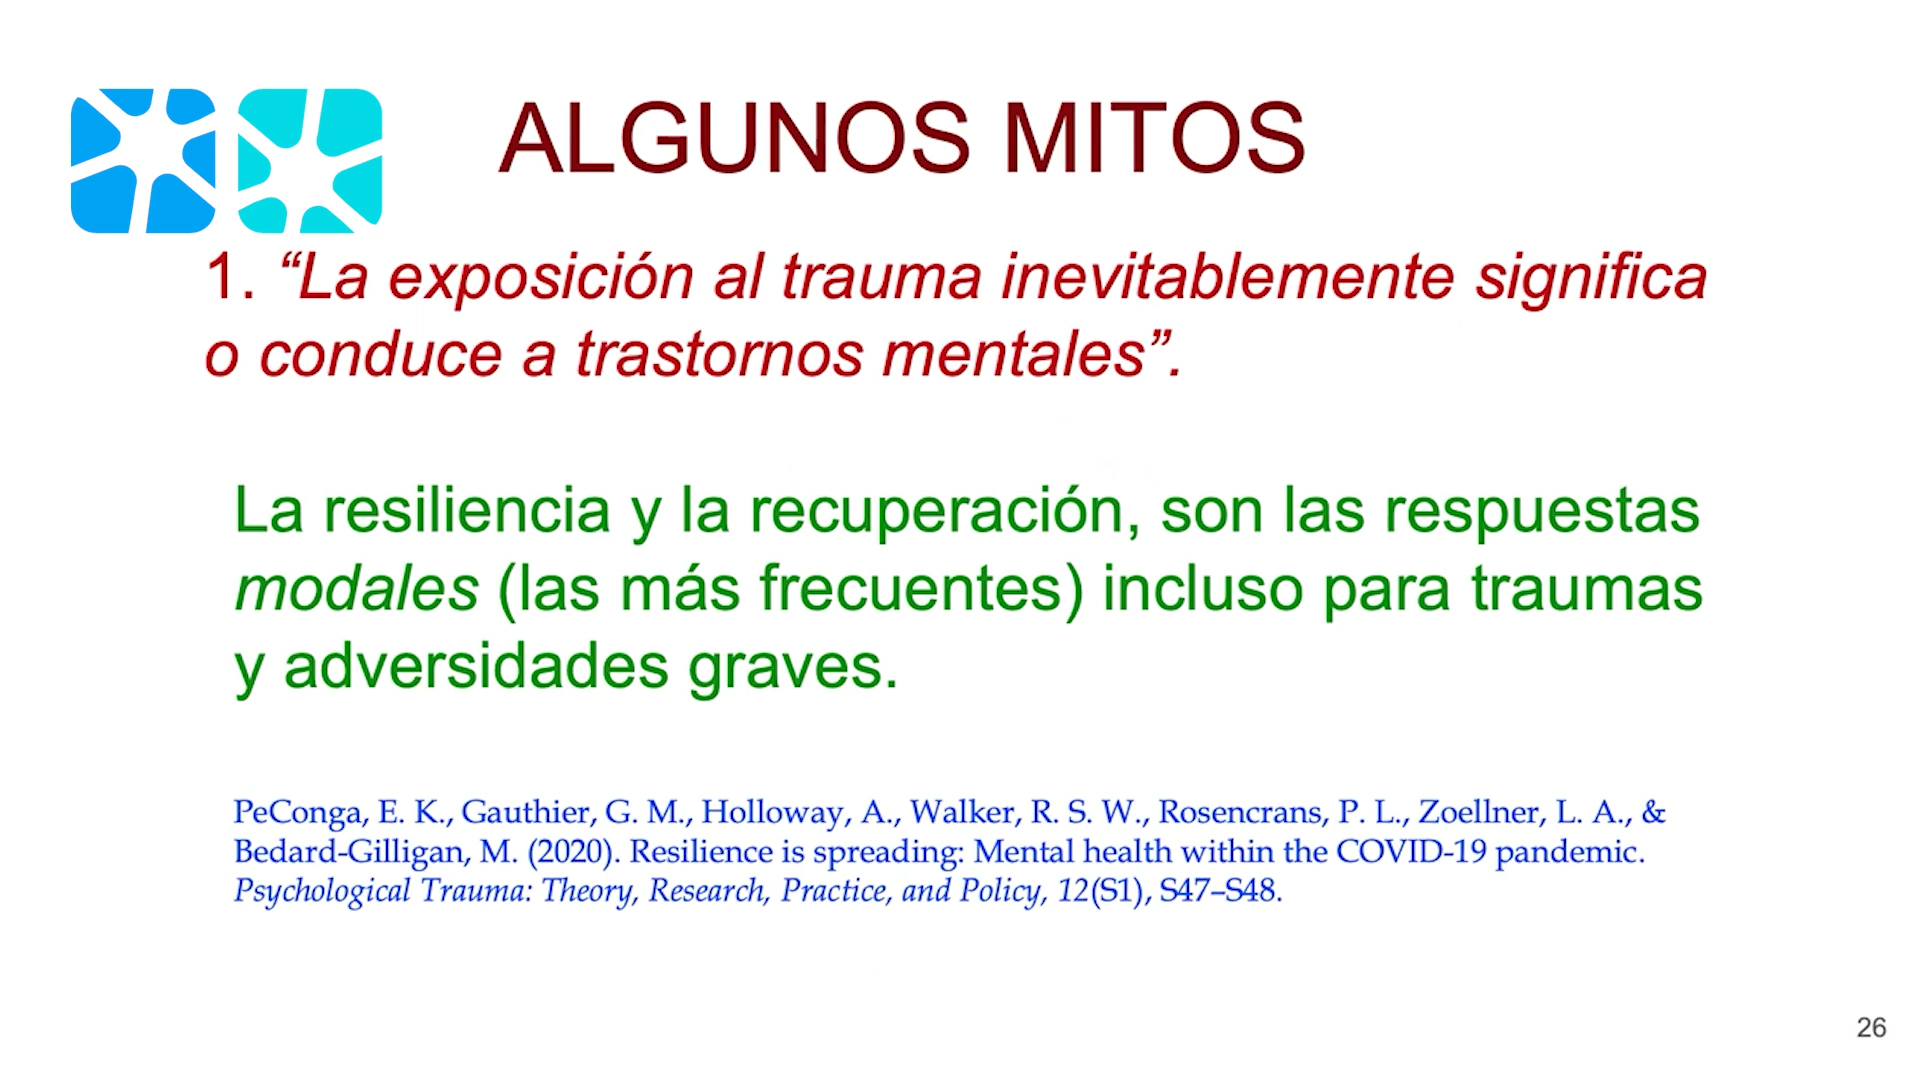 ALGUNOS MITOS
1. “La exposición al trauma inevitablemente significa
o conduce a trastornos mentales”.
La resiliencia y la recuperación, son las respuestas
modales (las más frecuentes) incluso para traumas
y adversidades graves.
PeConga, E. K., Gauthier, G. M., Holloway, A., Walker, R. S. W., Rosencrans, P. L., Zoellner, L. A., &
Bedard-Gilligan, M. (2020). Resilience is spreading: Mental health within the COVID-19 pandemic.
Psychological Trauma: Theory, Research, Practice, and Policy, 12(S1), S47–S48.
26